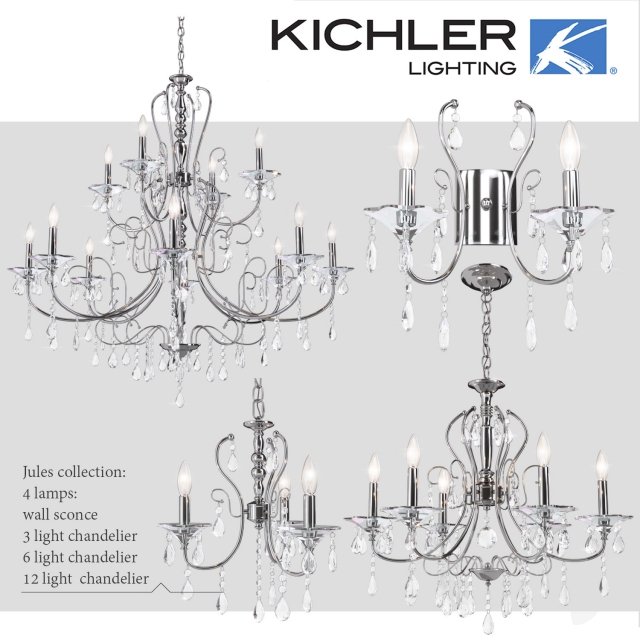 KICHLER
LIGHTING
®
Jules collection:
4 lamps:
wall sconce
3 light chandelier
6 light chandelier
12 light chandelier